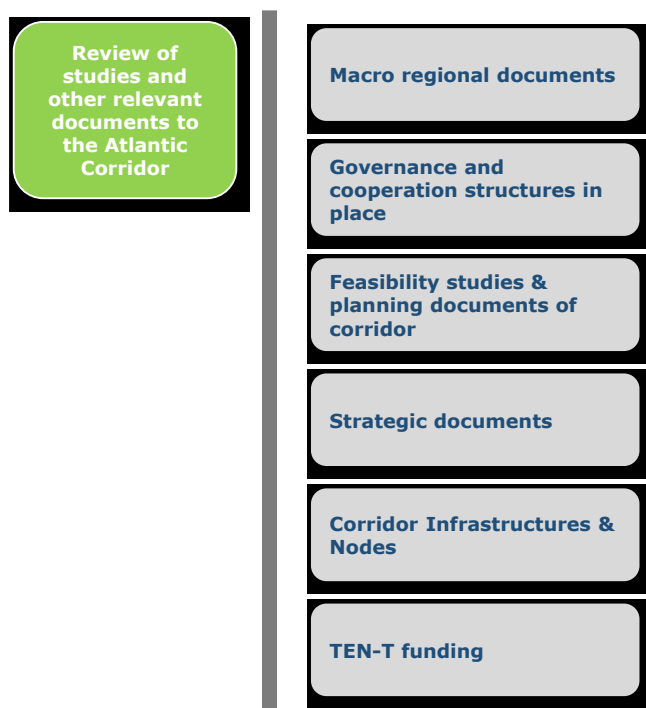 Review of
studies and
other relevant
documents to
the Atlantic
Corridor
Macro regional documents
Governance and
cooperation structures in
place
Feasibility studies &
planning documents of
corridor
Strategic documents
Corridor Infrastructures &
Nodes
TEN-T funding